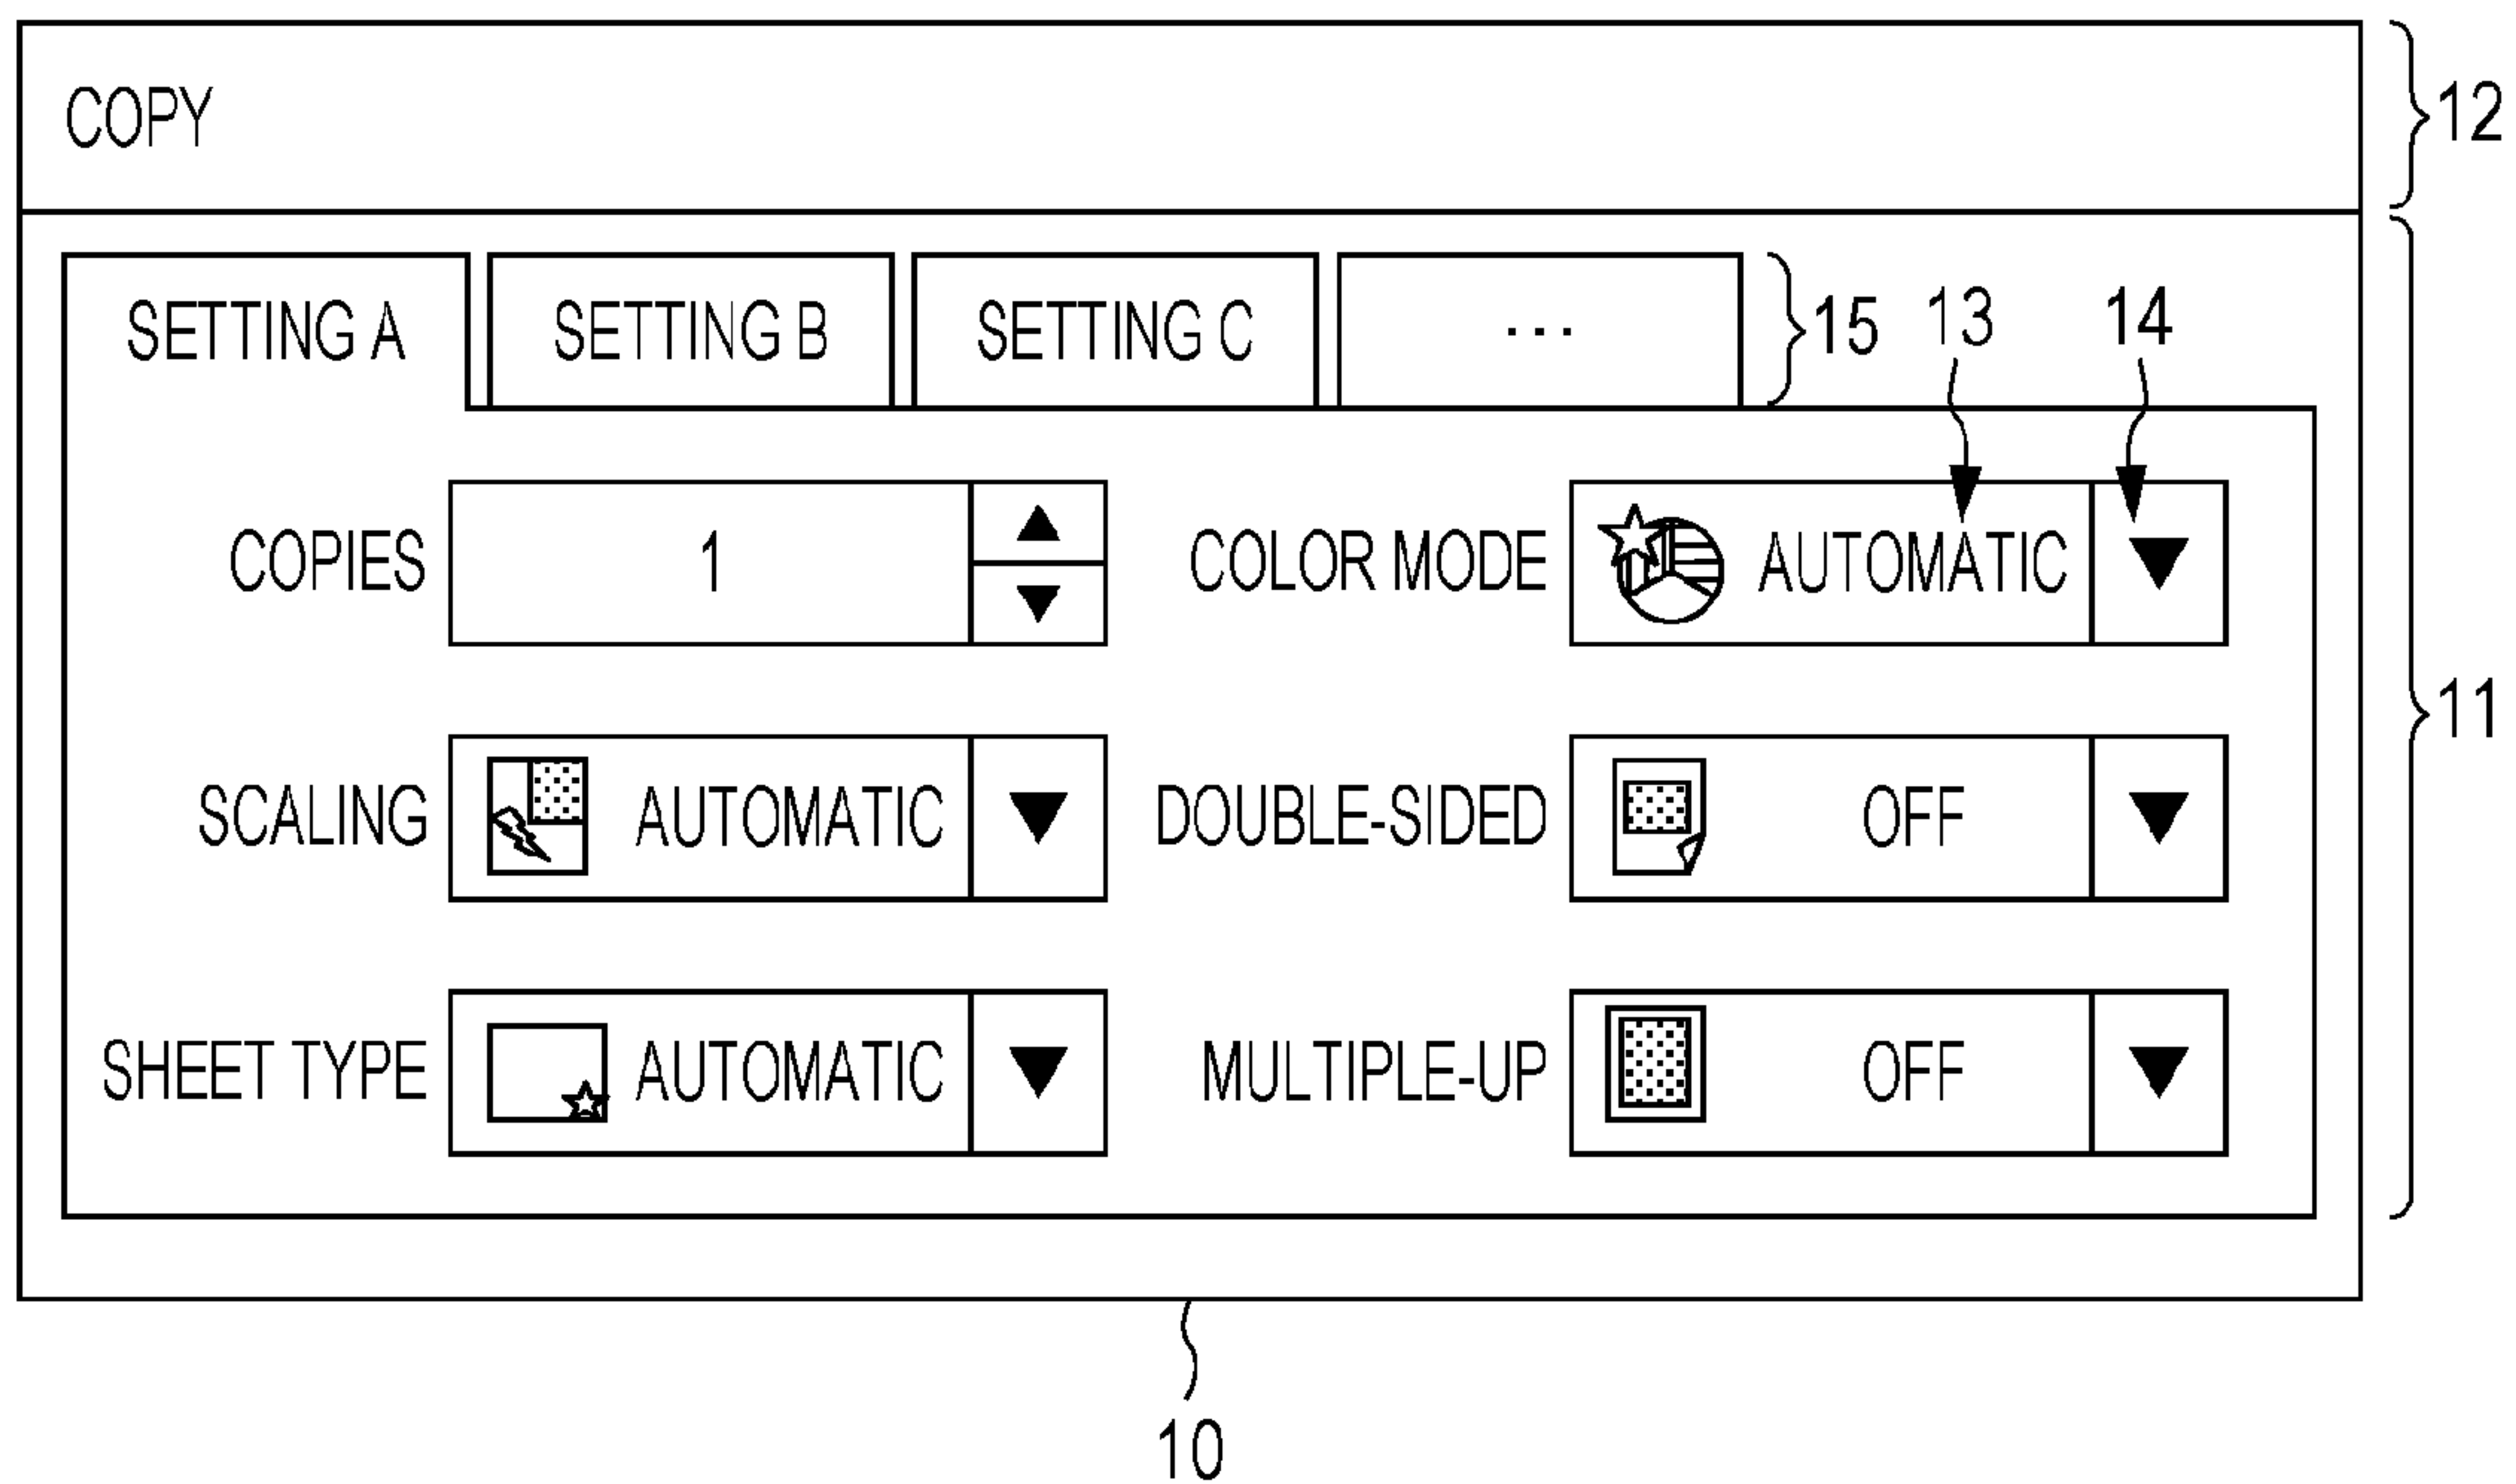 COPY
12
SETTING A SETTING B SETTING C ... 15 13 14
COPIES 1 COLOR MODE AUTOMATIC
11
SCALING AUTOMATIC DOUBLE-SIDED OFF
SHEET TYPE AUTOMATIC MULTIPLE-UP OFF
10